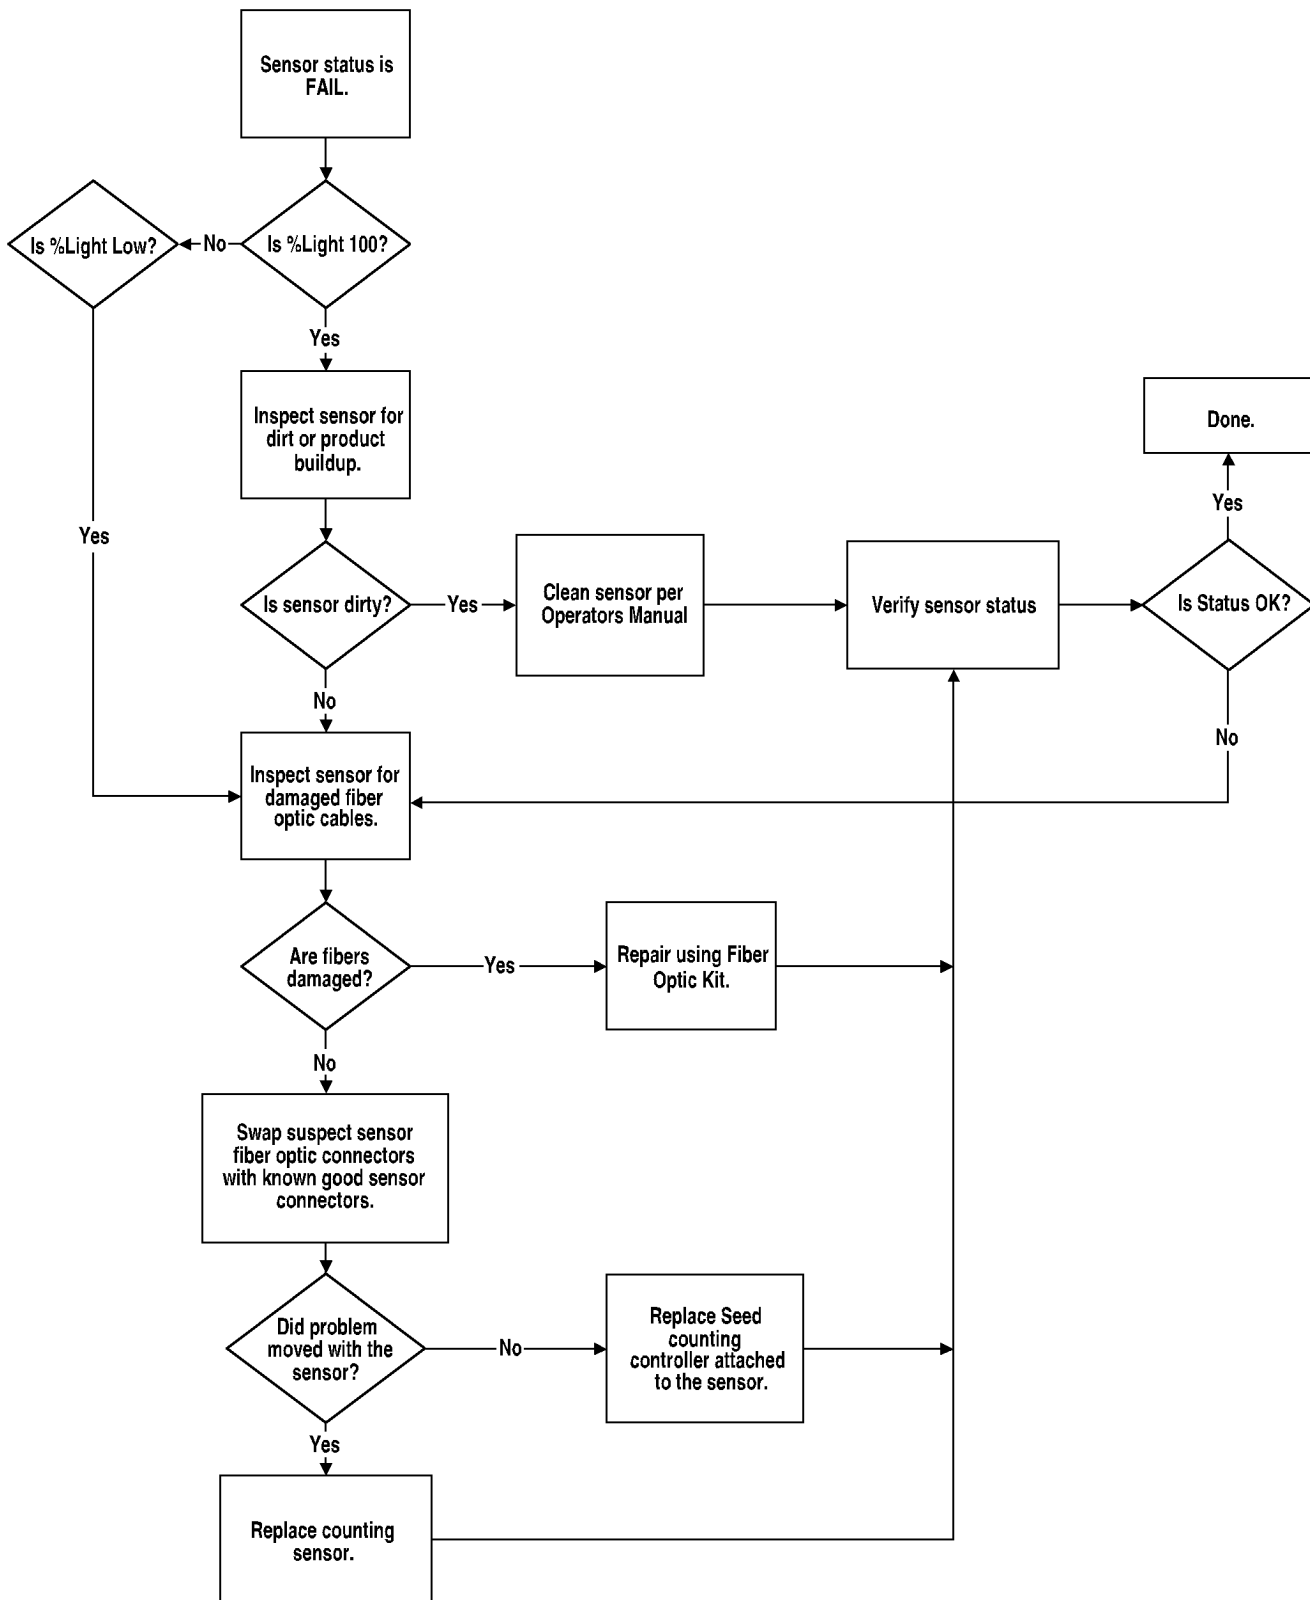 Sensor status is
FAIL.
Is %Light Low?
No
Is %Light 100?
Yes
Inspect sensor for
dirt or product
buildup.
Done.
Yes
Yes
Is sensor dirty?
Yes
Clean sensor per
Operators Manual
Verify sensor status
Is Status OK?
No
No
Inspect sensor for
damaged fiber
optic cables.
Are fibers
damaged?
Yes
Repair using Fiber
Optic Kit.
No
Swap suspect sensor
fiber optic connectors
with known good sensor
connectors.
Did problem
moved with the
sensor?
No
Replace Seed
counting
controller attached
to the sensor.
Yes
Replace counting
sensor.